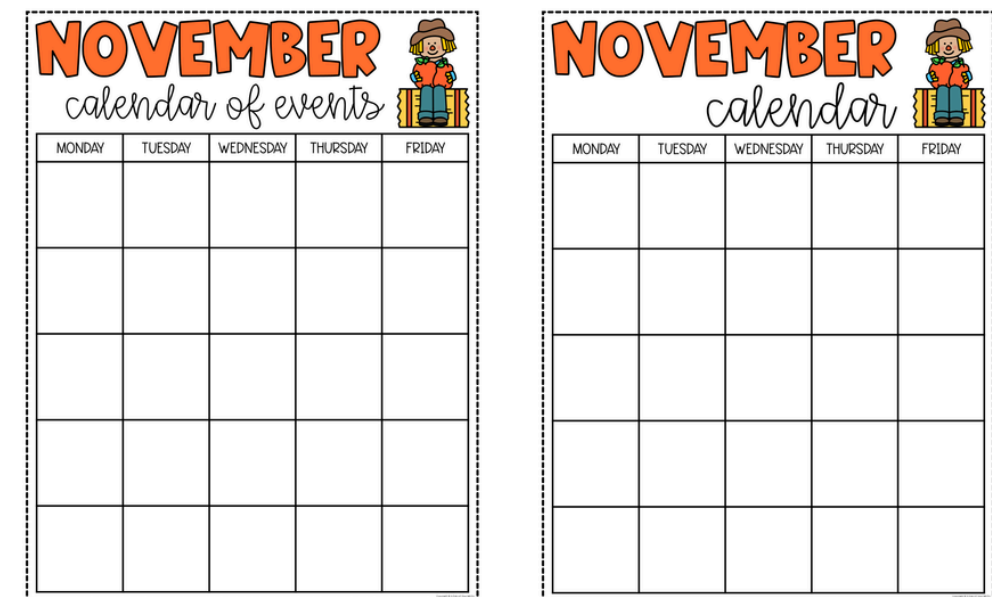 NOVEMBER
calendar of events
MONDAY TUESDAY WEDNESDAY THURSDAY FRIDAY
NOVEMBER
calendar
MONDAY TUESDAY WEDNESDAY THURSDAY FRIDAY